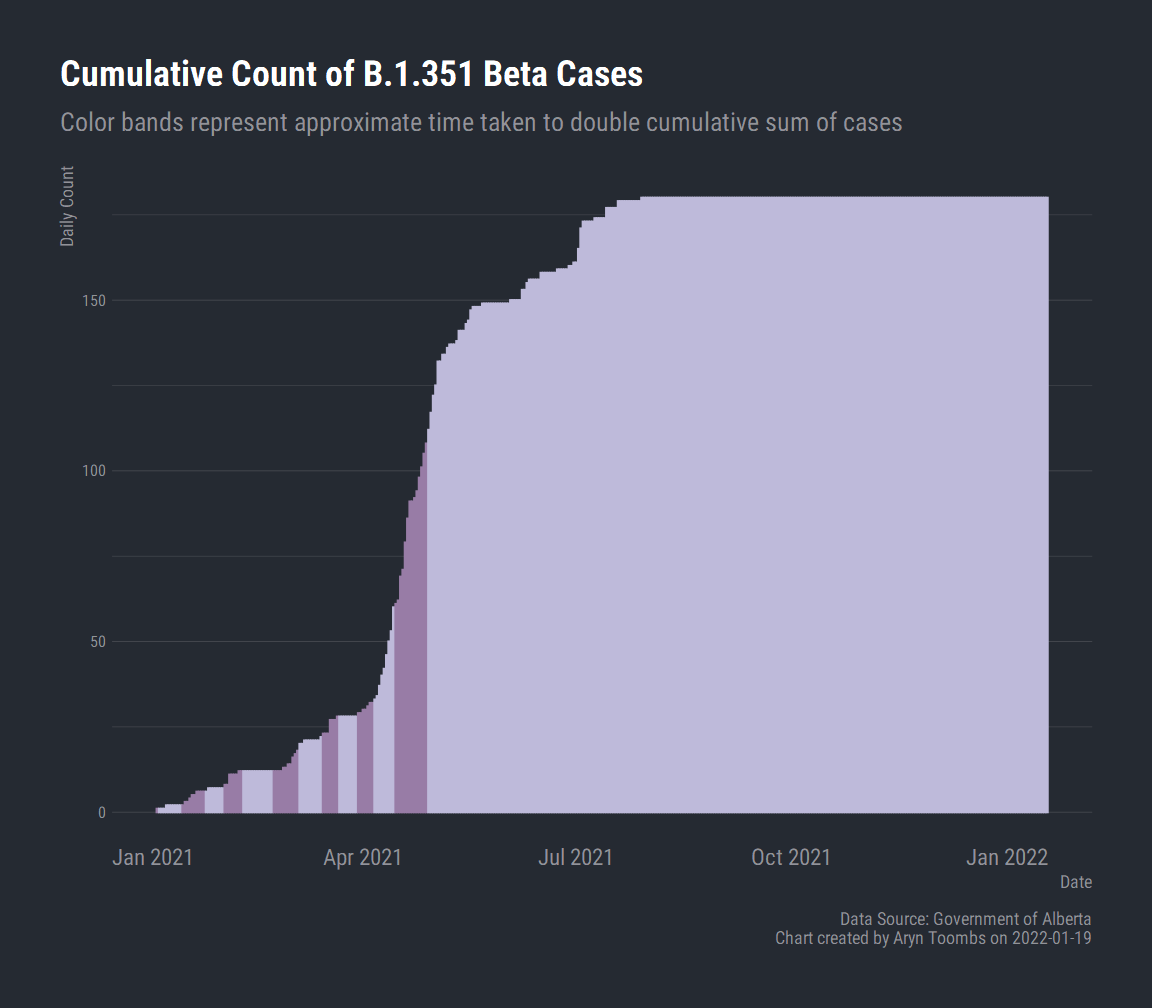 Cumulative Count of B.1.351 Beta Cases
Color bands represent approximate time taken to double cumulative sum of cases
Daily Count
150
100
50
0
Jan 2021 Apr 2021 Jul 2021 Oct 2021 Jan 2022
Date
Data Source: Government of Alberta
Chart created by Aryn Toombs on 2022-01-19